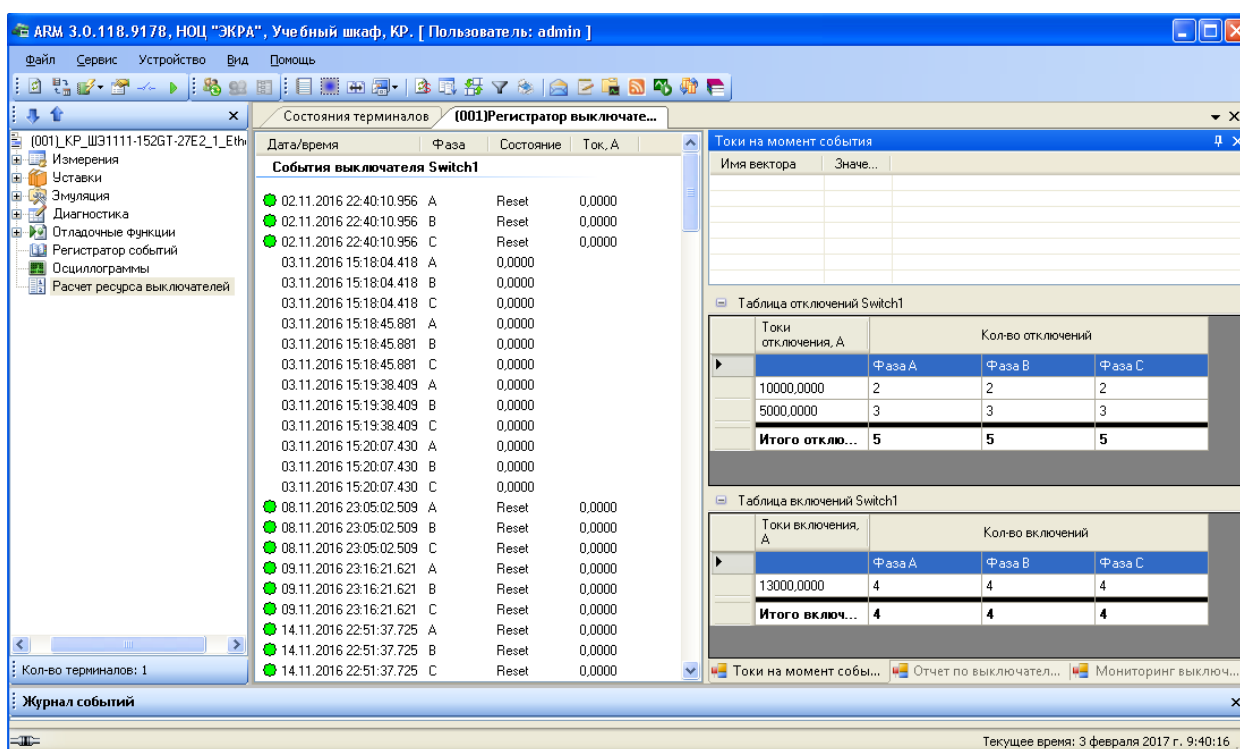 ARM 3.0.118.9178, НОЦ "ЭКРА", Учебный шкаф, КР. [ Пользователь: admin ]
Файл Сервис Устройство Вид Помощь
Состояния терминалов (001)Регистратор выключате...
(001)_КР_ШЭ1111-152GT-27E2_1_Eth
Измерения
Уставки
Эмуляция
Диагностика
Отладочные функции
Регистратор событий
Осциллограммы
Расчет ресурса выключателей
Кол-во терминалов: 1
Дата/время Фаза Состояние Ток, А
События выключателя Switch1
02.11.2016 22:40:10.956 A Reset 0,0000
02.11.2016 22:40:10.956 B Reset 0,0000
02.11.2016 22:40:10.956 C Reset 0,0000
03.11.2016 15:18:04.418 A 0,0000
03.11.2016 15:18:04.418 B 0,0000
03.11.2016 15:18:04.418 C 0,0000
03.11.2016 15:18:45.881 A 0,0000
03.11.2016 15:18:45.881 B 0,0000
03.11.2016 15:18:45.881 C 0,0000
03.11.2016 15:19:38.409 A 0,0000
03.11.2016 15:19:38.409 B 0,0000
03.11.2016 15:19:38.409 C 0,0000
03.11.2016 15:20:07.430 A 0,0000
03.11.2016 15:20:07.430 B 0,0000
03.11.2016 15:20:07.430 C 0,0000
08.11.2016 23:05:02.509 A Reset 0,0000
08.11.2016 23:05:02.509 B Reset 0,0000
08.11.2016 23:05:02.509 C Reset 0,0000
09.11.2016 23:16:21.621 A Reset 0,0000
09.11.2016 23:16:21.621 B Reset 0,0000
09.11.2016 23:16:21.621 C Reset 0,0000
14.11.2016 22:51:37.725 A Reset 0,0000
14.11.2016 22:51:37.725 B Reset 0,0000
14.11.2016 22:51:37.725 C Reset 0,0000
Токи на момент события
Имя вектора Значе...
Таблица отключений Switch1
Токи отключения, А Кол-во отключений
Фаза А Фаза В Фаза С
10000,0000 2 2 2
5000,0000 3 3 3
Итого отклю... 5 5 5
Таблица включений Switch1
Токи включения, А Кол-во включений
Фаза А Фаза В Фаза С
13000,0000 4 4 4
Итого включ... 4 4 4
Токи на момент собы... Отчет по выключател... Мониторинг выключ...
Журнал событий
Текущее время: 3 февраля 2017 г. 9:40:16